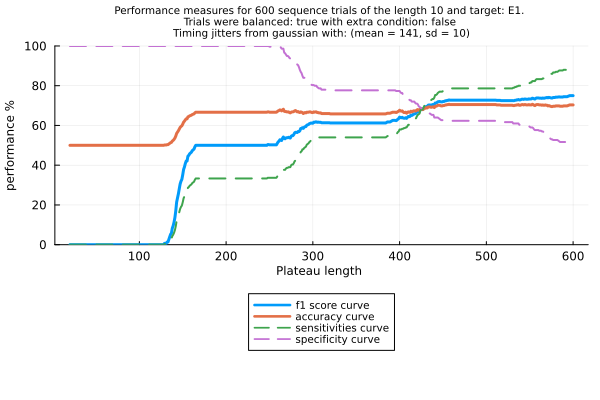 Performance measures for 600 sequence trials of the length 10 and target: E1.
Trials were balanced: true with extra condition: false
Timing jitters from gaussian with: (mean = 141, sd = 10)
100
80
60
40
20
0
performance %
100 200 300 400 500 600
Plateau length
f1 score curve
accuracy curve
sensitivities curve
specificity curve